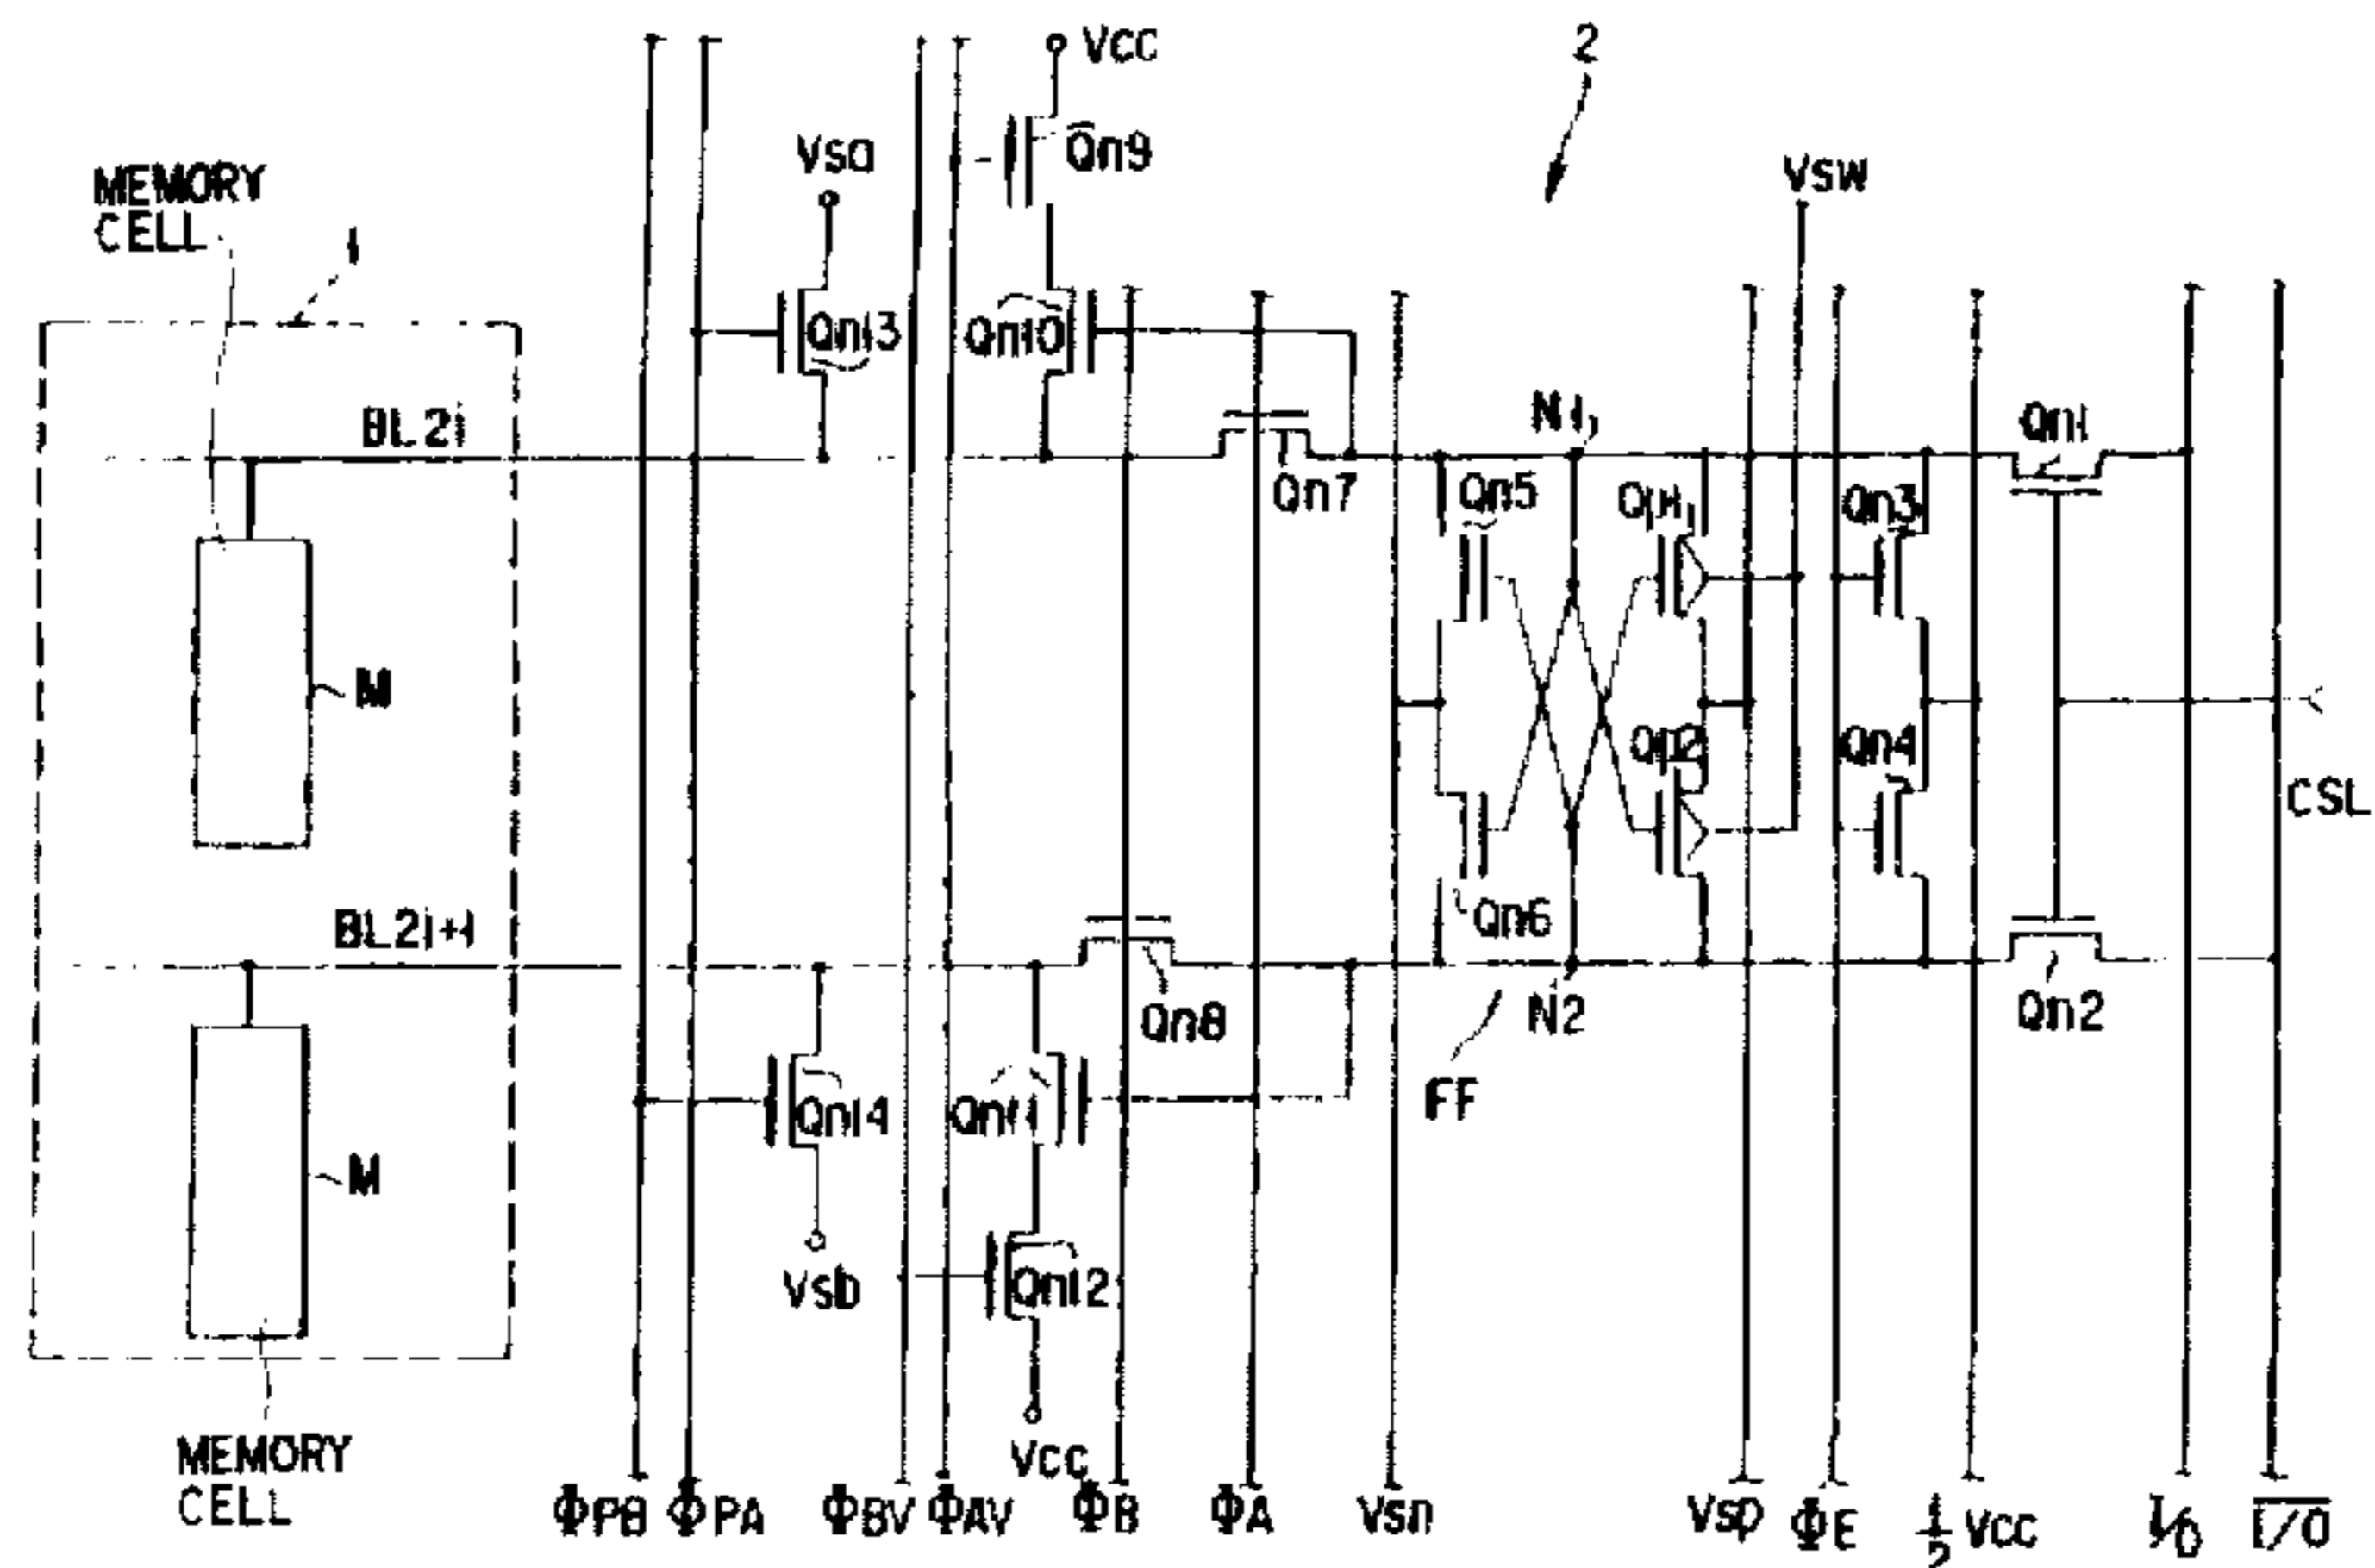 2
VCC
Qn9
Vsa
VSW
MEMORY
CELL
1
Qn13
Qn10
BL2i
N1
Qn1
Qn7
Qn5
Qp1
Qn3
M
Qp2
Qn4
CSL
BL2i+1
Qn6
Qn8
N2
Qn2
FF
Qn14
Qn11
M
Vsb
Qn12
Vcc
MEMORY
CELL
ΦPB ΦPA ΦBV ΦAV ΦB ΦA Vsn Vsp ΦE 1/2 VCC I/O I/O